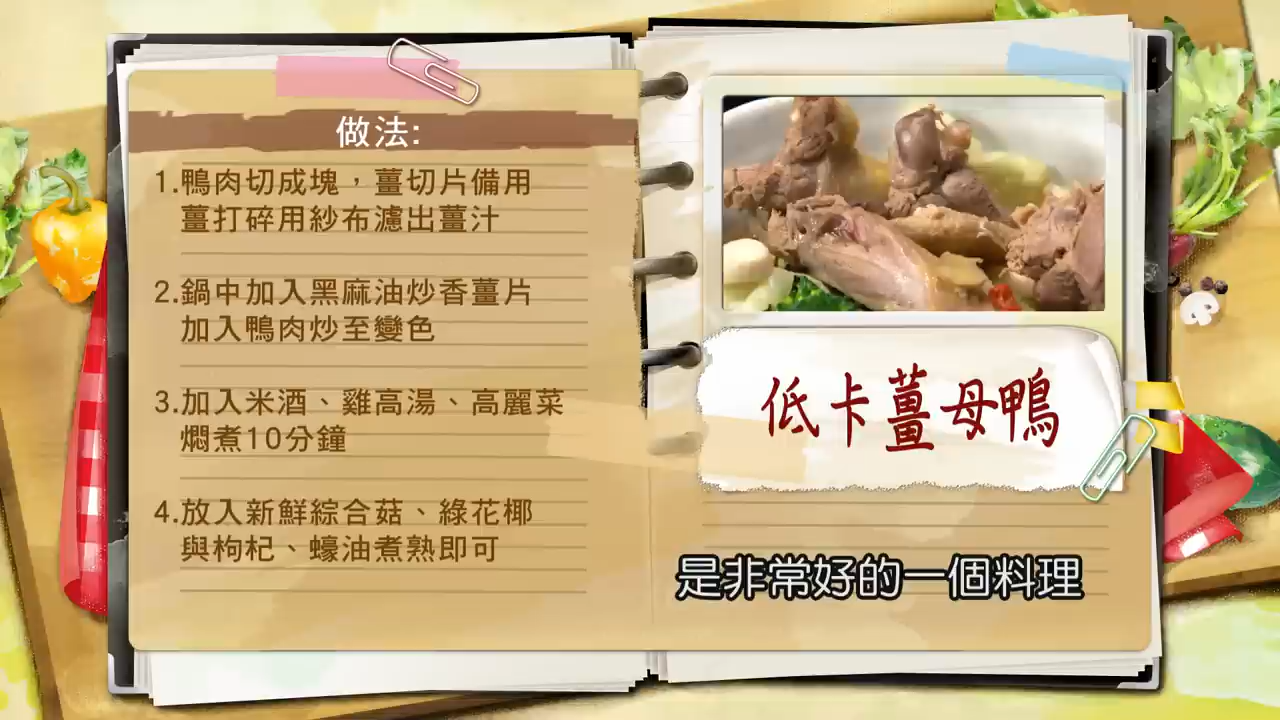 做法:
1.鴨肉切成塊，薑切片備用
薑打碎用紗布濾出薑汁
2.鍋中加入黑麻油炒香薑片
加入鴨肉炒至變色
3.加入米酒、雞高湯、高麗菜
燜煮10分鐘
4.放入新鮮綜合菇、綠花椰
與枸杞、蠔油煮熟即可
低卡薑母鴨
是非常好的一個料理